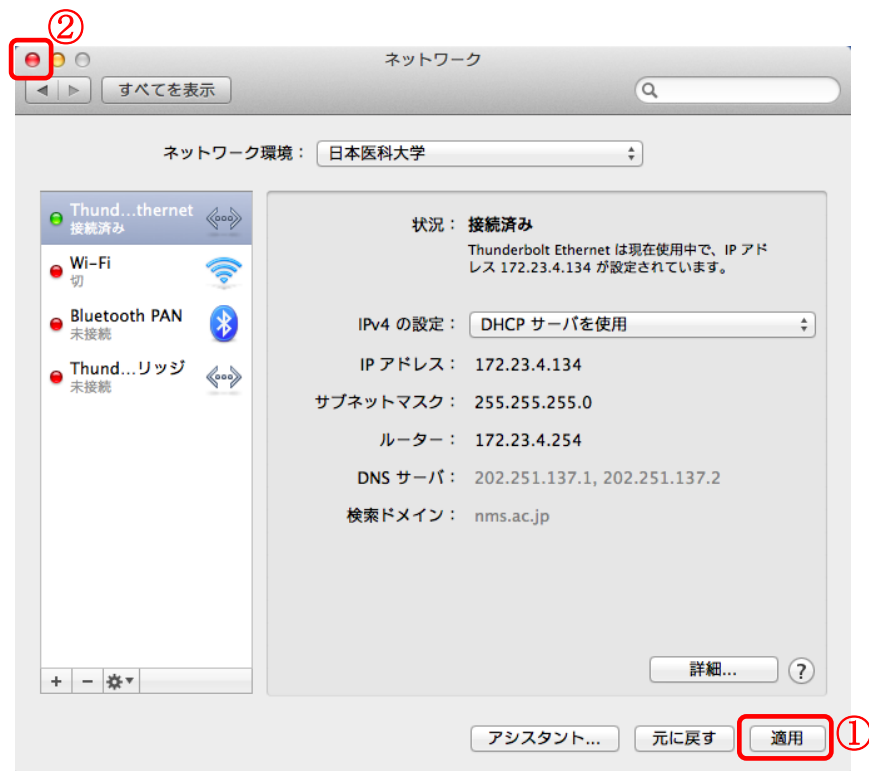 ②
ネットワーク
すべてを表示
ネットワーク環境： 日本医科大学
Thund...thernet
接続済み
Wi-Fi
切
Bluetooth PAN
未接続
Thund...リッジ
未接続
状況： 接続済み
Thunderbolt Ethernet は現在使用中で、IP アド
レス 172.23.4.134 が設定されています。
IPv4 の設定： DHCP サーバを使用
IP アドレス： 172.23.4.134
サブネットマスク： 255.255.255.0
ルーター： 172.23.4.254
DNS サーバ： 202.251.137.1, 202.251.137.2
検索ドメイン： nms.ac.jp
+ −
詳細... ?
アシスタント... 元に戻す 適用 ①